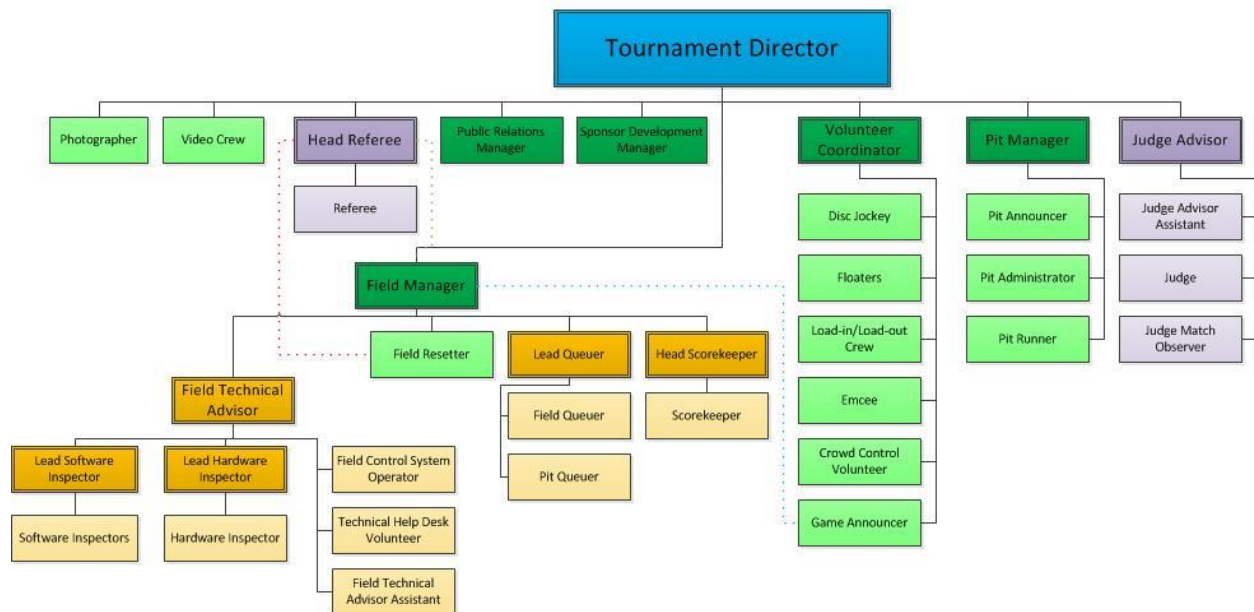 Tournament Director
Photographer
Video Crew
Head Referee
Public Relations
Manager
Sponsor Development
Manager
Volunteer
Coordinator
Pit Manager
Judge Advisor
Referee
Disc Jockey
Pit Announcer
Judge Advisor
Assistant
Field Manager
Floaters
Pit Administrator
Judge
Field Resetter
Lead Queuer
Head Scorekeeper
Load-in/Load-out
Crew
Pit Runner
Judge Match
Observer
Field Technical
Advisor
Field Queuer
Scorekeeper
Emcee
Lead Software
Inspector
Lead Hardware
Inspector
Field Control System
Operator
Pit Queuer
Crowd Control
Volunteer
Software Inspectors
Hardware Inspector
Technical Help Desk
Volunteer
Game Announcer
Field Technical
Advisor Assistant